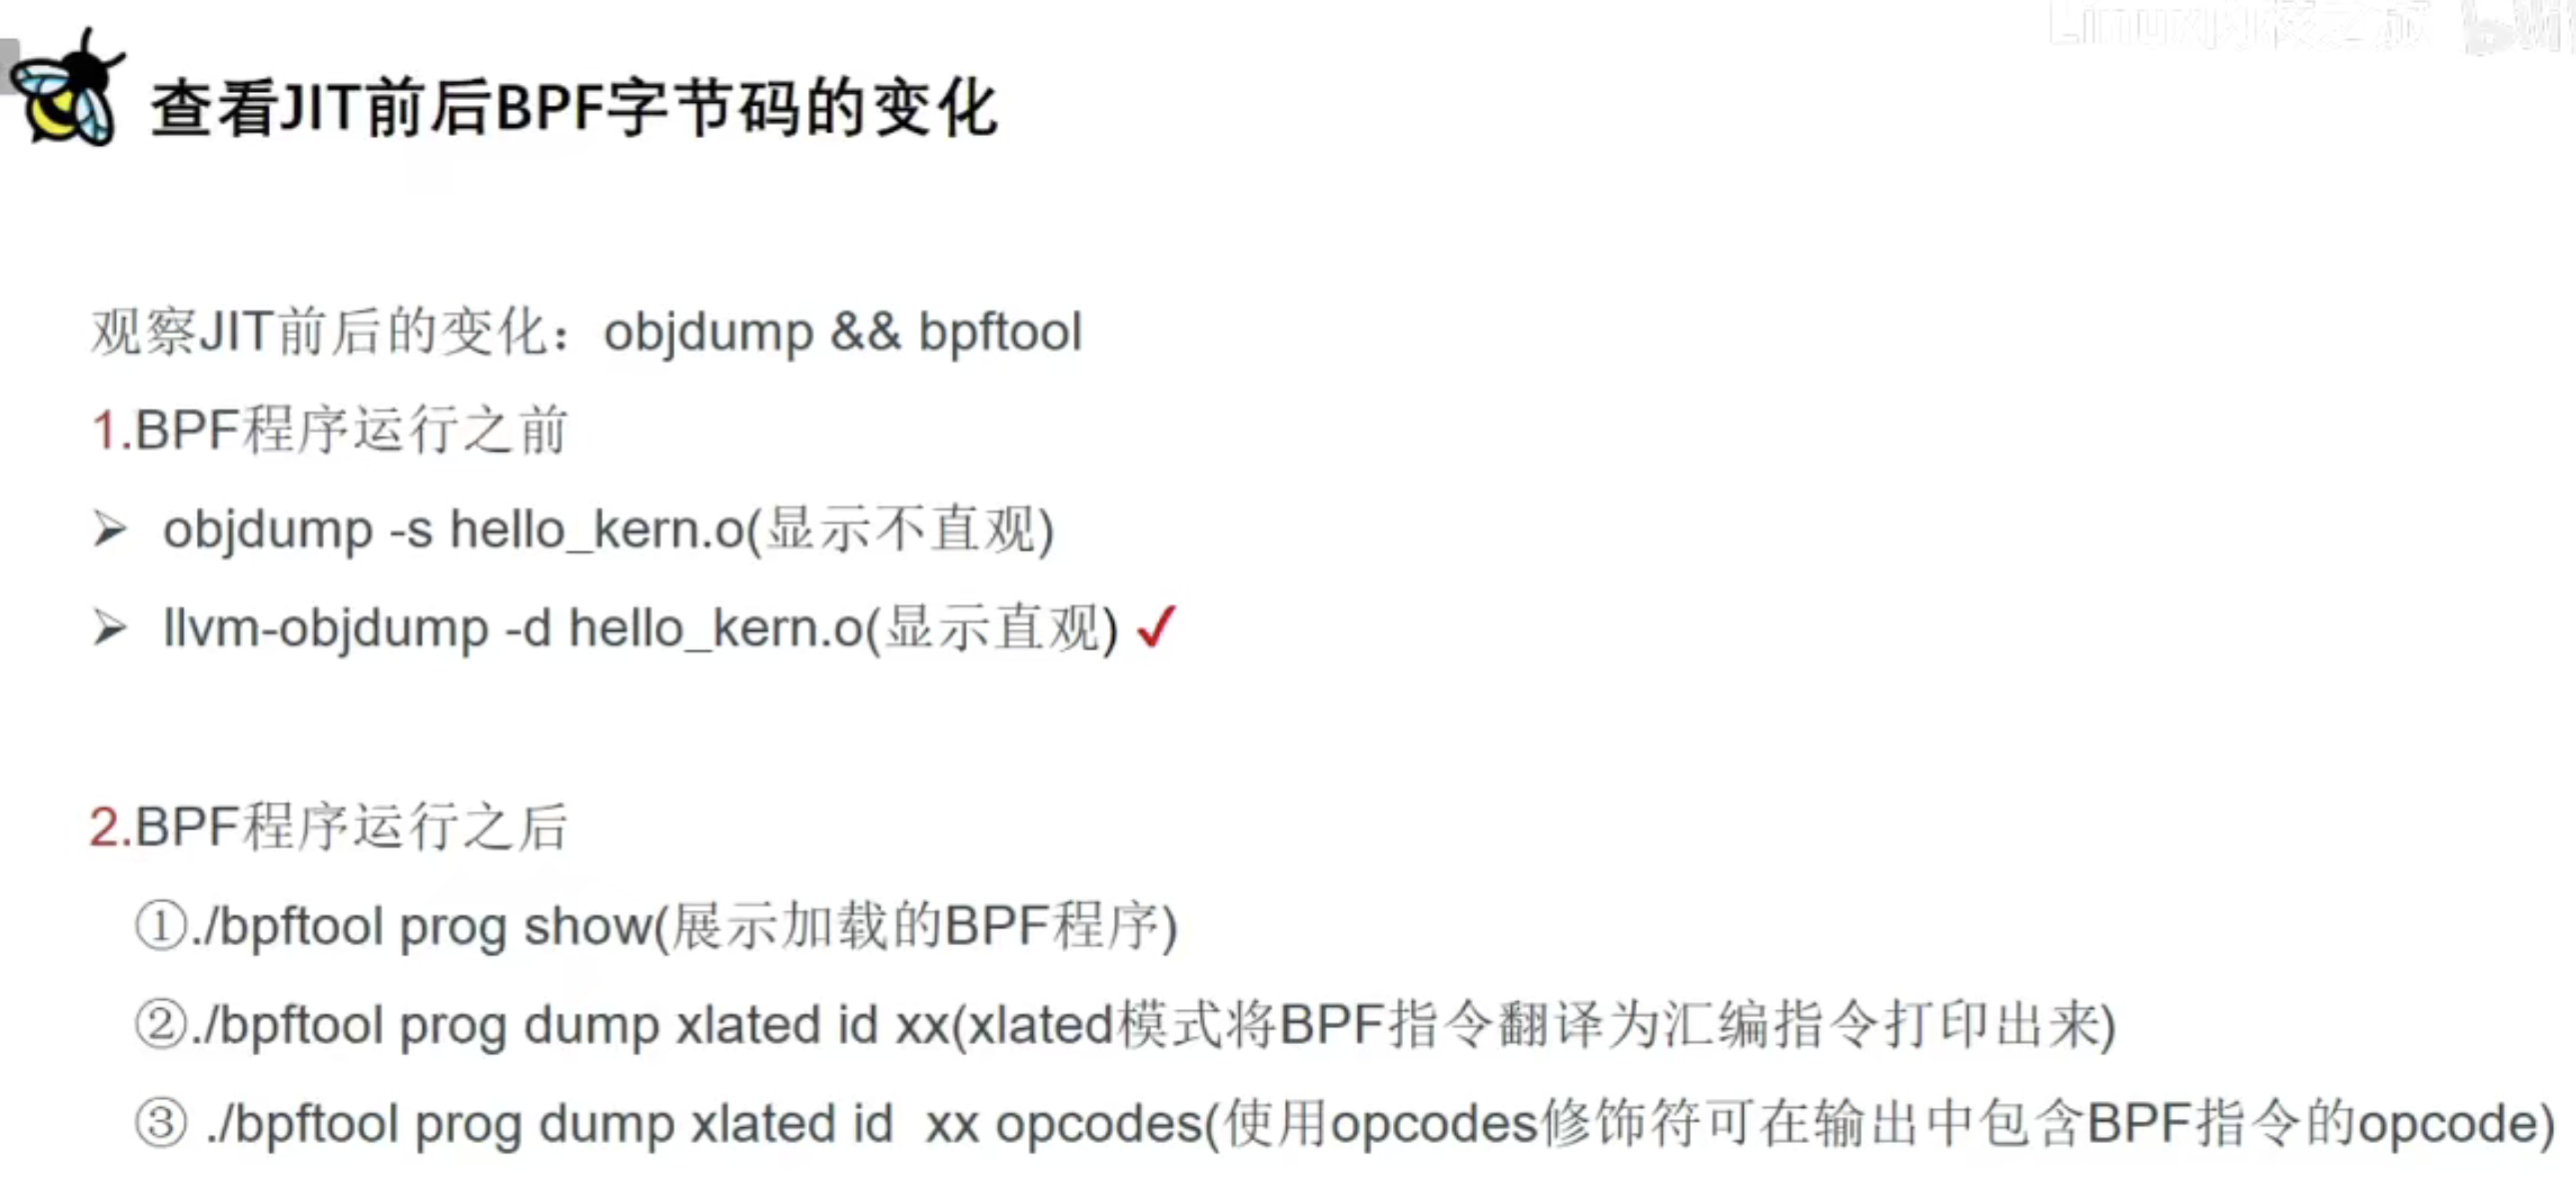 查看JIT前后BPF字节码的变化
观察JIT前后的变化：objdump && bpftool
1.BPF程序运行之前
➢ objdump -s hello_kern.o(显示不直观)
➢ llvm-objdump -d hello_kern.o(显示直观) ✓
2.BPF程序运行之后
①./bpftool prog show(展示加载的BPF程序)
②./bpftool prog dump xlated id xx(xlated模式将BPF指令翻译为汇编指令打印出来)
③ ./bpftool prog dump xlated id  xx opcodes(使用opcodes修饰符可在输出中包含BPF指令的opcode)